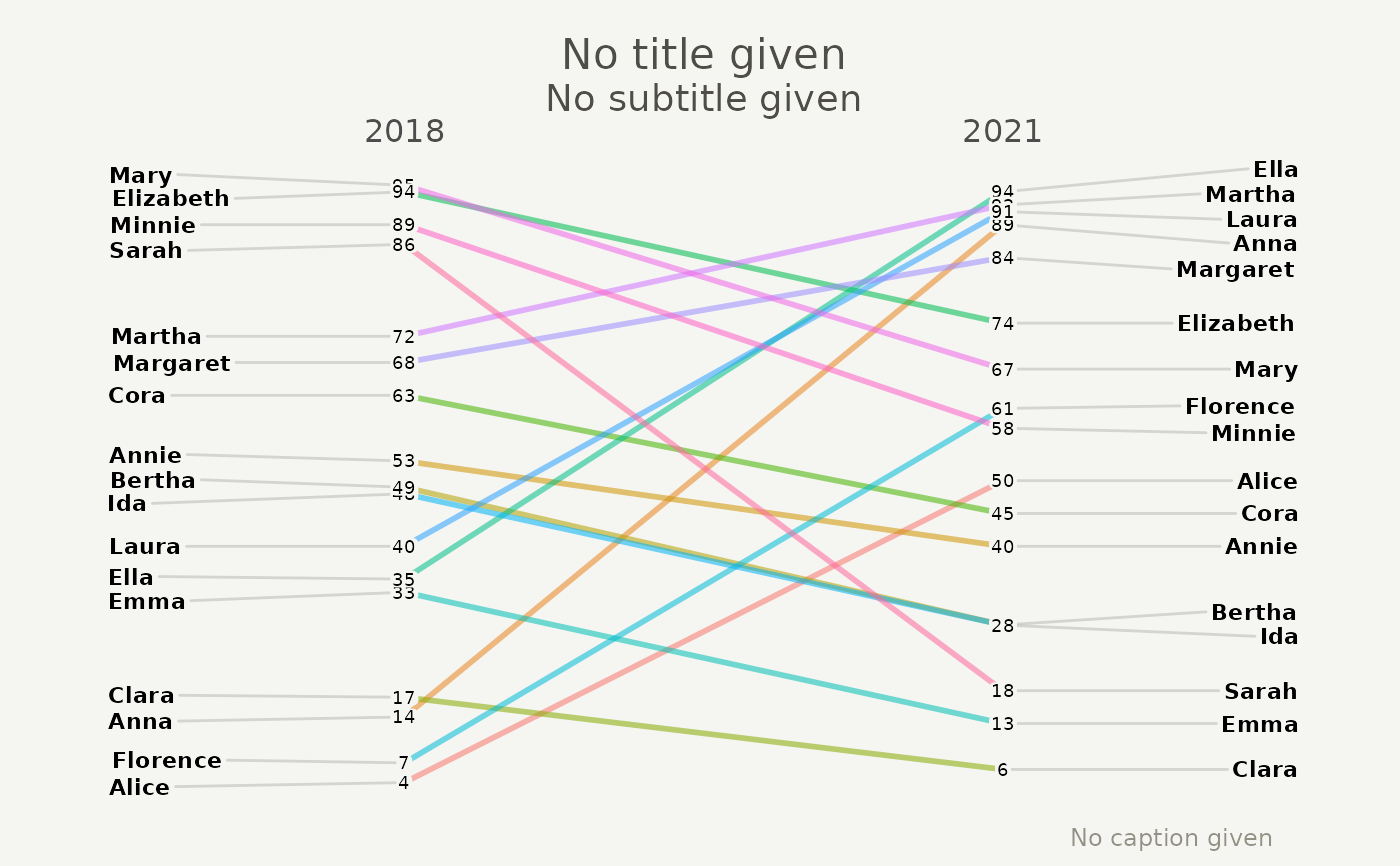 No title given
No subtitle given
2018 2021
Mary 95 94 Ella
Elizabeth 94 Martha
Minnie 89 91 Laura
Sarah 86 89 Anna
84 Margaret
Martha 72 74 Elizabeth
Margaret 68 67 Mary
Cora 63 61 Florence
58 Minnie
Annie 53 50 Alice
Bertha 49 45 Cora
Ida
Laura 40 40 Annie
Ella 35 28 Bertha
Emma 33 Ida
Clara 17 18 Sarah
Anna 14 13 Emma
Florence 7 6 Clara
Alice 4
No caption given